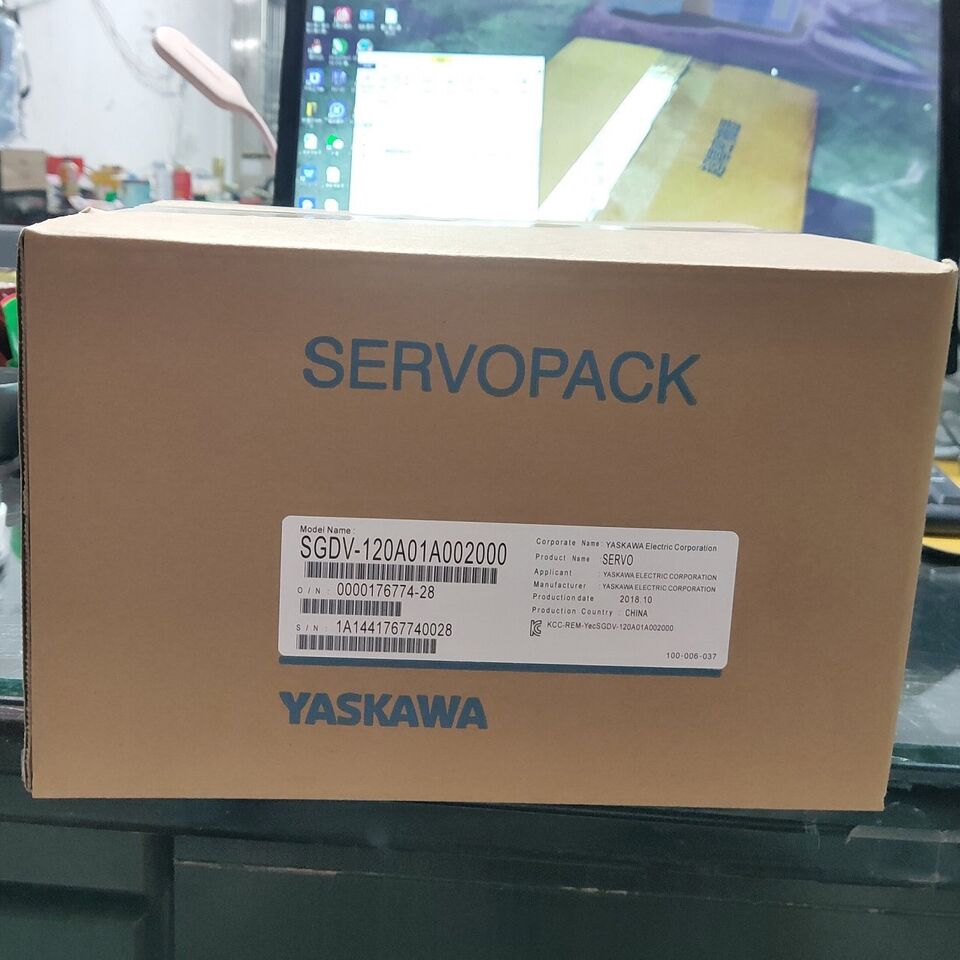 SERVOPACK
Model Name :
SGDV-120A01A002000
O/N : 0000176774-28
S/N : 1A1441767740028
Corporate Name : YASKAWA Electric Corporation
Product Name : SERVO
Applicant : YASKAWA ELECTRIC CORPORATION
Manufacturer : YASKAWA ELECTRIC CORPORATION
Production date 2018.10
Production Country : CHINA
KCC-REM-YecSGDV-120A01A002000
100-006-037
YASKAWA